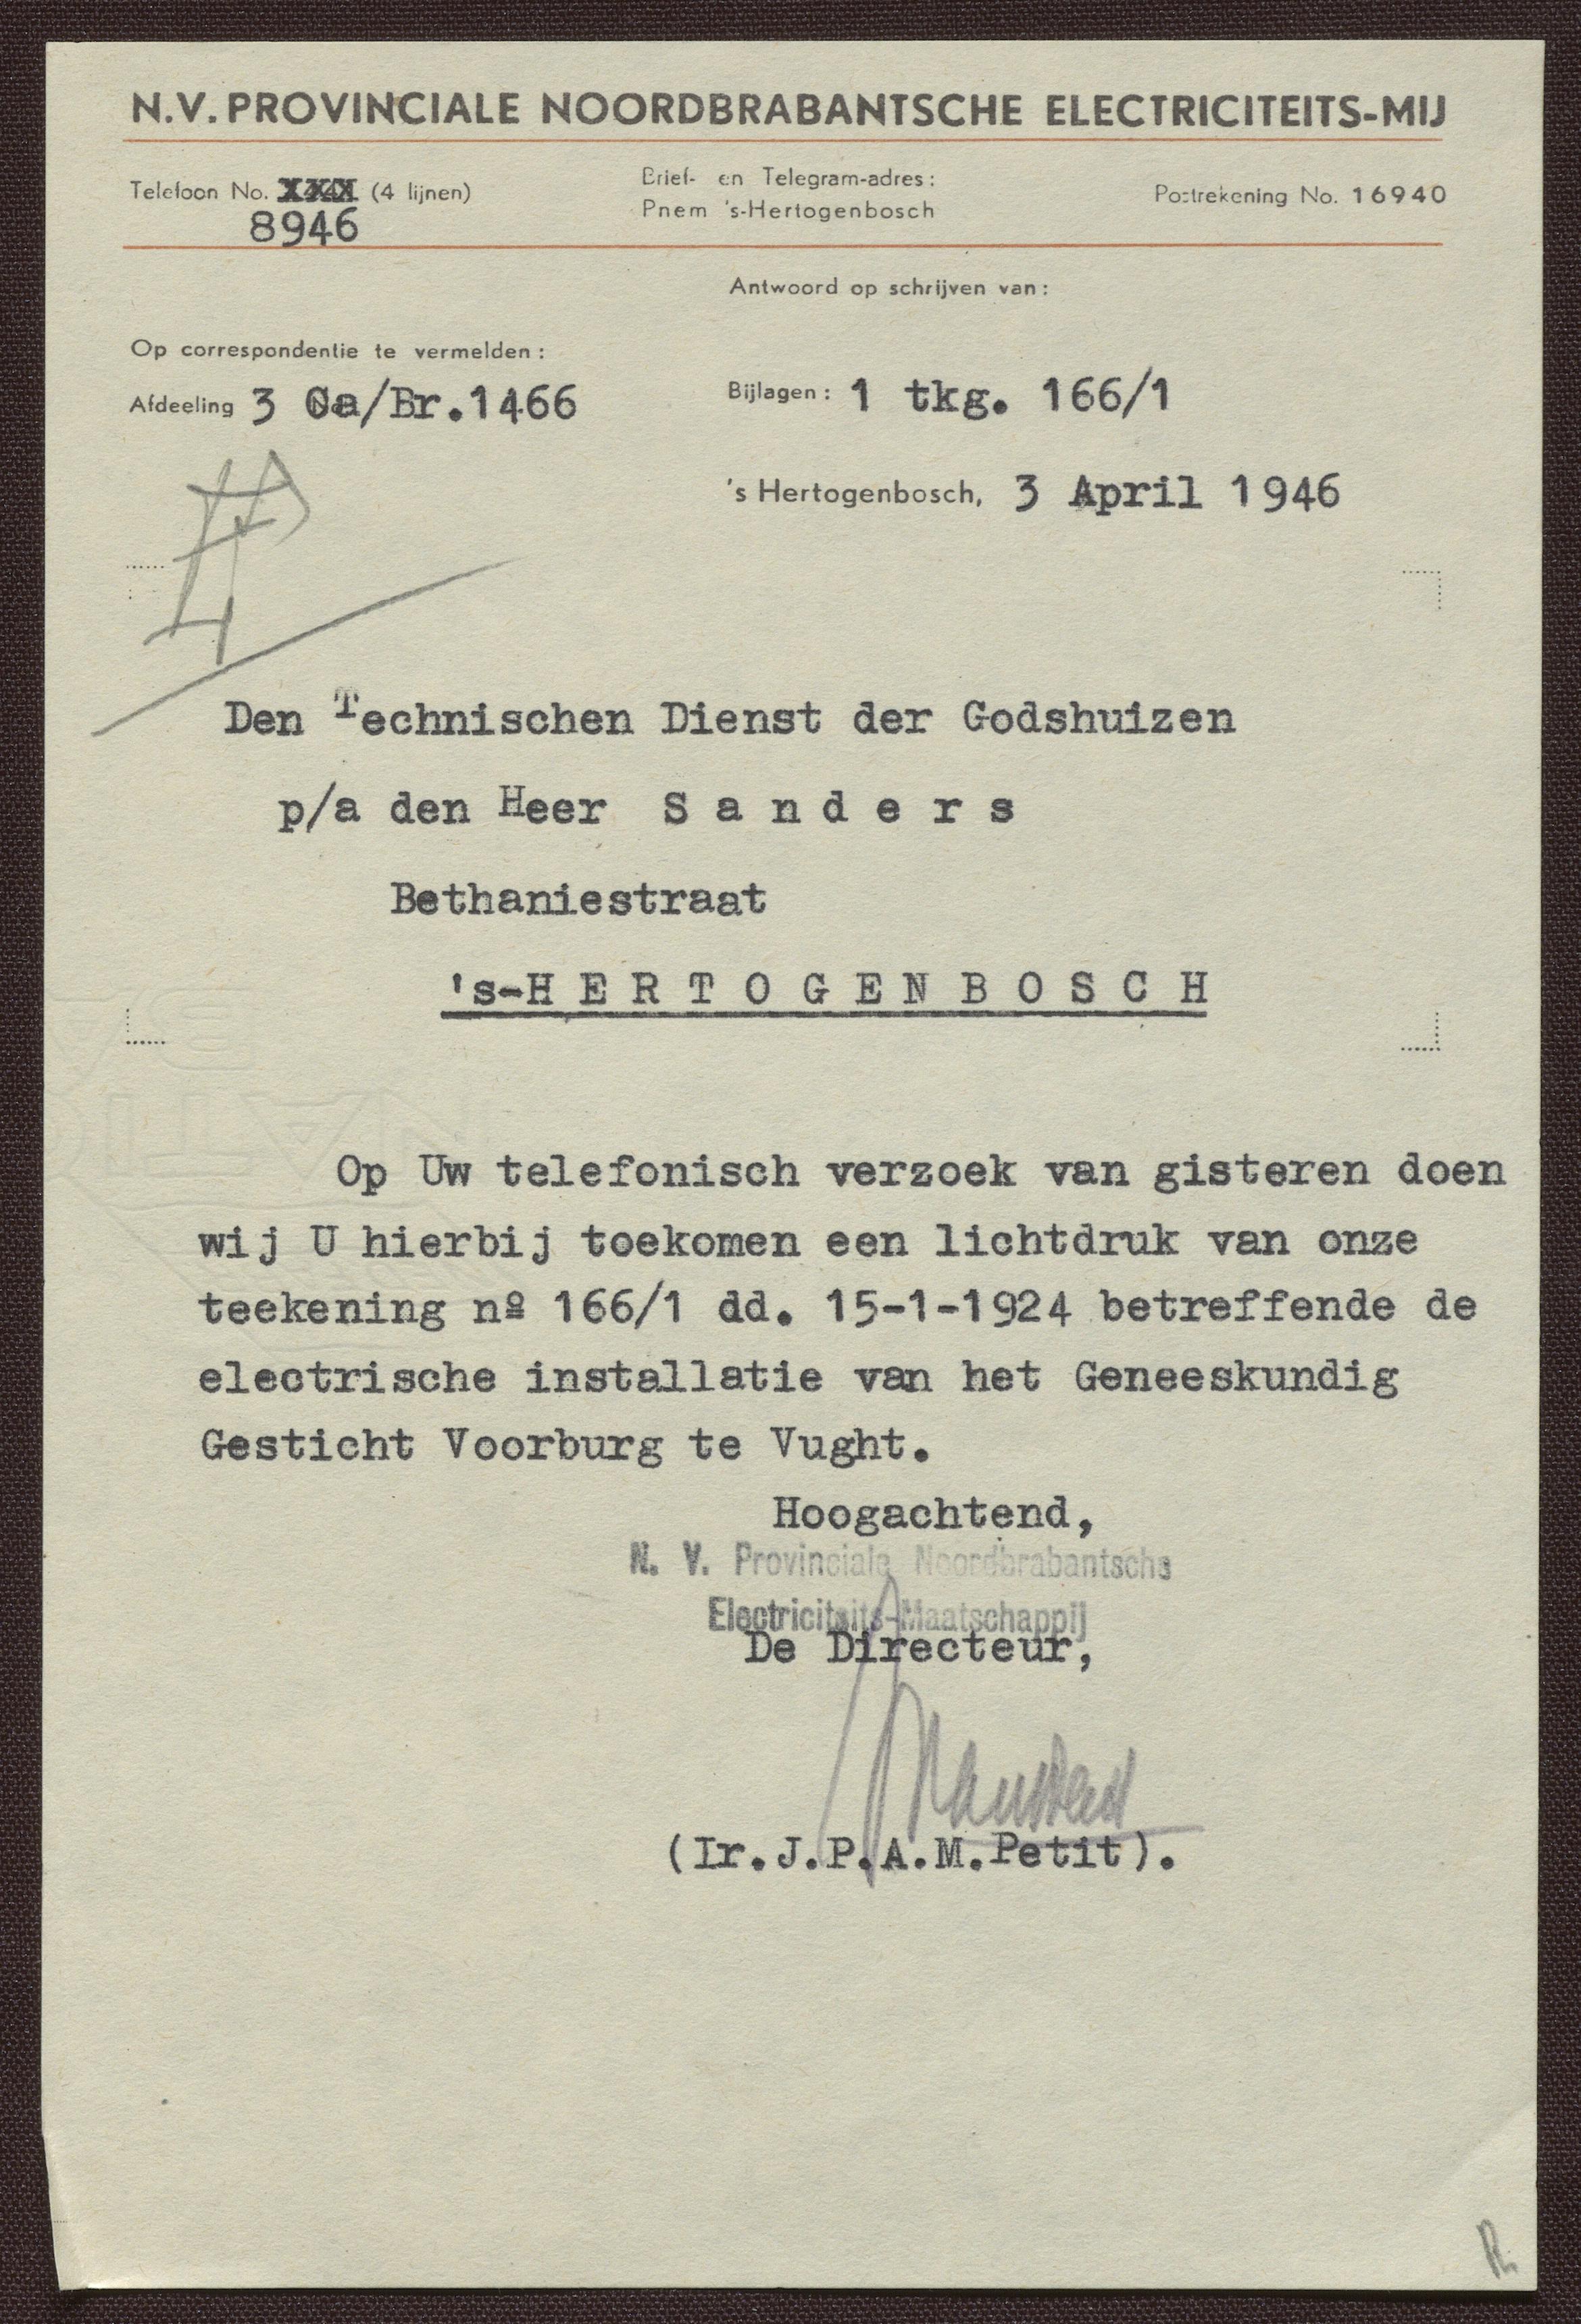 N.V. PROVINCIALE NOORDBRABANTSCHE ELECTRICITEITS-MIJ
Telefoon No. (4 lijnen)
8946
Brief- en Telegram-adres:
Pnem 's-Hertogenbosch
Postrekening No. 16940
Antwoord op schrijven van:
Op correspondentie te vermelden:
Afdeeling 3 Ca/Br.1466
Bijlagen: 1 tkg. 166/1
's Hertogenbosch, 3 April 1946
Den Technischen Dienst der Godshuizen
p/a den Heer S a n d e r s
Bethaniestraat
's-H E R T O G E N B O S C H
Op Uw telefonisch verzoek van gisteren doen
wij U hierbij toekomen een lichtdruk van onze
teekening nº 166/1 dd. 15-1-1924 betreffende de
electrische installatie van het Geneeskundig
Gesticht Voorburg te Vught.
Hoogachtend,
N. V. Provinciale Noordbrabantsche
Electriciteits-Maatschappij
De Directeur,
(Ir.J.P.A.M.Petit).